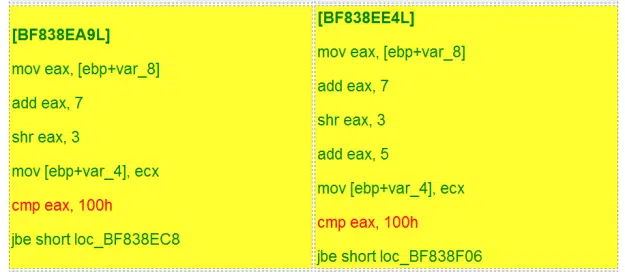 [BF838EA9L]
mov eax, [ebp+var_8]
add eax, 7
shr eax, 3
mov [ebp+var_4], ecx
cmp eax, 100h
jbe short loc_BF838EC8
[BF838EE4L]
mov eax, [ebp+var_8]
add eax, 7
shr eax, 3
add eax, 5
mov [ebp+var_4], ecx
cmp eax, 100h
jbe short loc_BF838F06